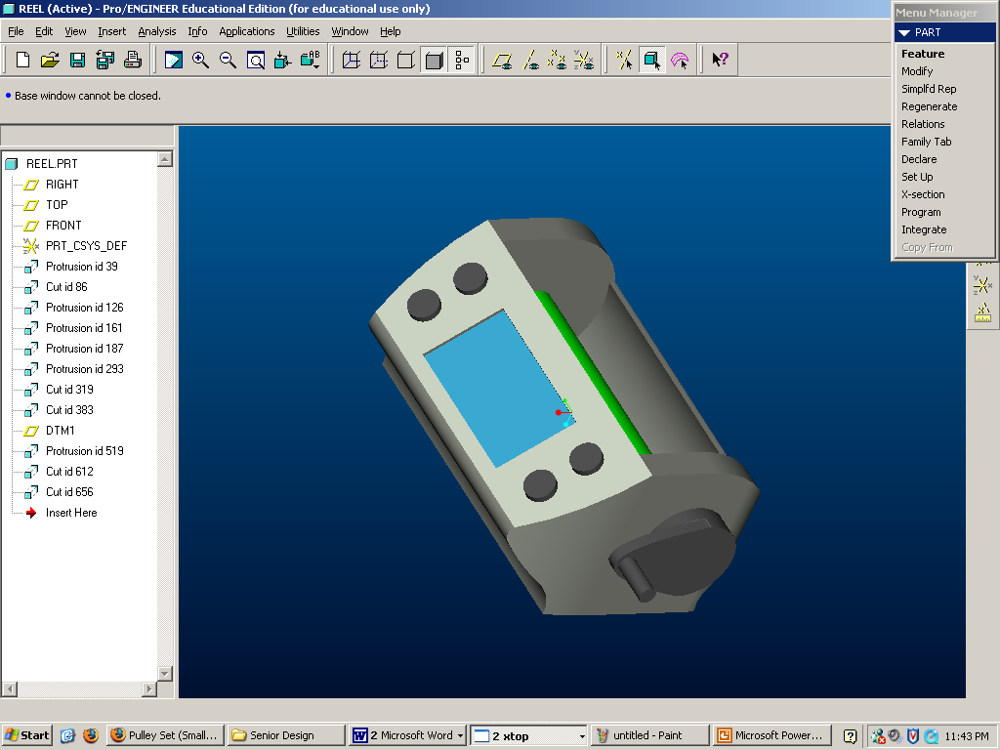 REEL (Active) - Pro/ENGINEER Educational Edition (for educational use only)
File Edit View Insert Analysis Info Applications Utilities Window Help
Base window cannot be closed.
Menu Manager
PART
Feature
Modify
Simplfd Rep
Regenerate
Relations
Family Tab
Declare
Set Up
X-section
Program
Integrate
Copy From
REEL.PRT
RIGHT
TOP
FRONT
PRT_CSYS_DEF
Protrusion id 39
Cut id 86
Protrusion id 126
Protrusion id 161
Protrusion id 187
Protrusion id 293
Cut id 319
Cut id 383
DTM1
Protrusion id 519
Cut id 612
Cut id 656
Insert Here
Start Pulley Set (Small... Senior Design 2 Microsoft Word 2 xtop untitled - Paint Microsoft Power... 11:43 PM